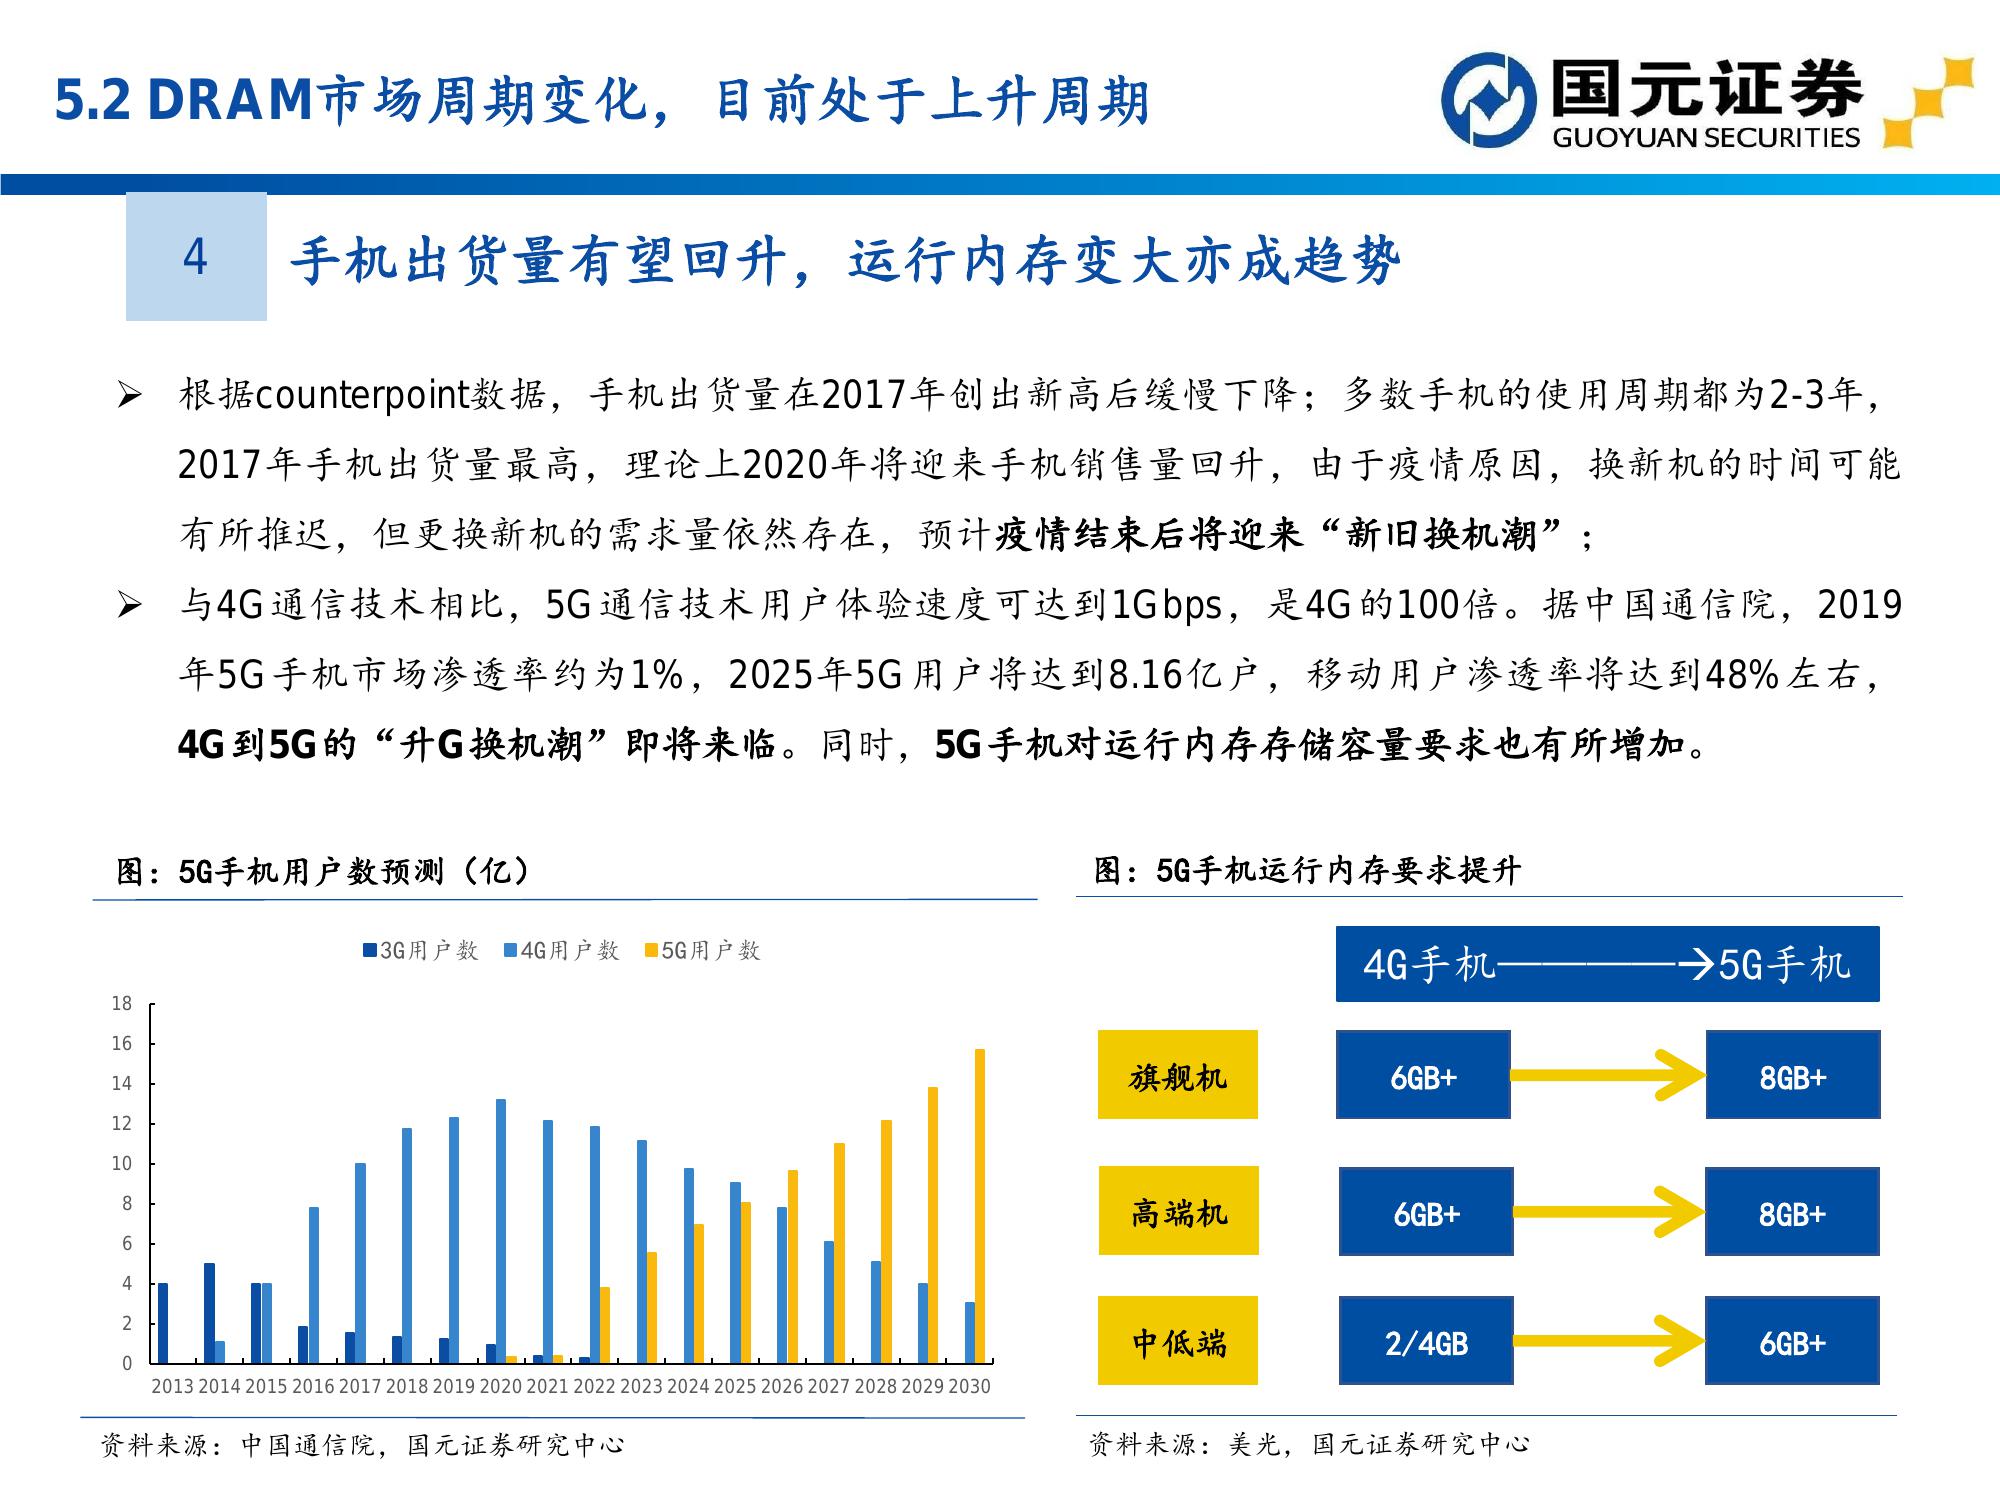 5.2 DRAM市场周期变化，目前处于上升周期
国元证券
GUOYUAN SECURITIES
4
手机出货量有望回升，运行内存变大亦成趋势
根据counterpoint数据，手机出货量在2017年创出新高后缓慢下降；多数手机的使用周期都为2-3年，
2017年手机出货量最高，理论上2020年将迎来手机销售量回升，由于疫情原因，换新机的时间可能
有所推迟，但更换新机的需求量依然存在，预计疫情结束后将迎来“新旧换机潮”；
与4G通信技术相比，5G通信技术用户体验速度可达到1Gbps，是4G的100倍。据中国通信院，2019
年5G手机市场渗透率约为1%，2025年5G用户将达到8.16亿户，移动用户渗透率将达到48%左右，
4G到5G的“升G换机潮”即将来临。同时，5G手机对运行内存存储容量要求也有所增加。
图：5G手机用户数预测（亿）
3G用户数 4G用户数 5G用户数
18
16
14
12
10
8
6
4
2
0
2013 2014 2015 2016 2017 2018 2019 2020 2021 2022 2023 2024 2025 2026 2027 2028 2029 2030
资料来源：中国通信院，国元证券研究中心
图：5G手机运行内存要求提升
4G手机————→5G手机
旗舰机 6GB+ 8GB+
高端机 6GB+ 8GB+
中低端 2/4GB 6GB+
资料来源：美光，国元证券研究中心